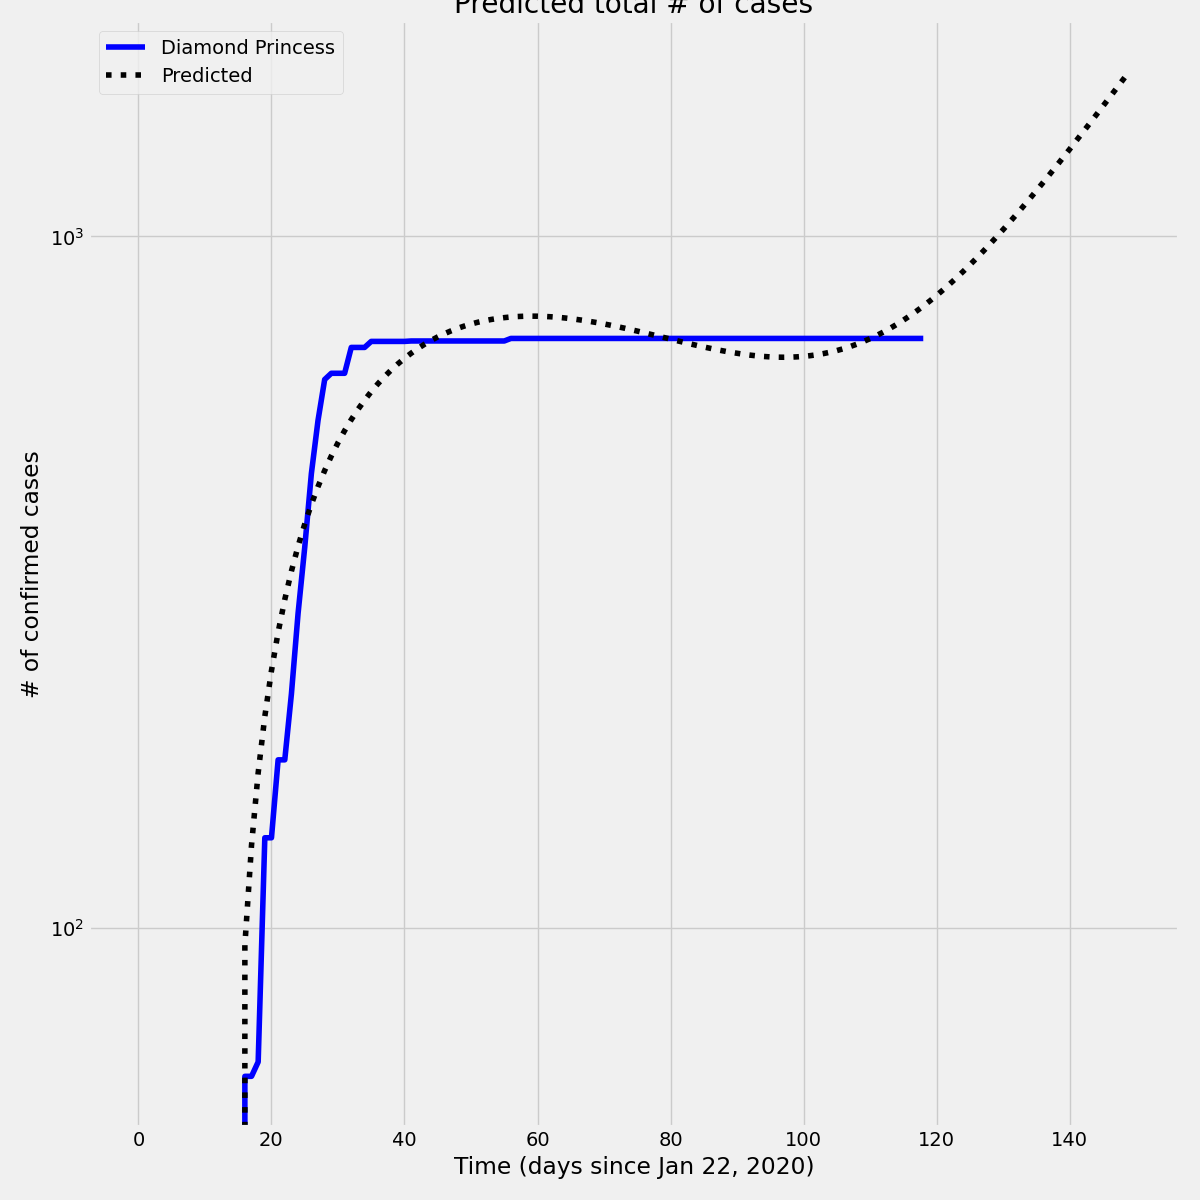 Predicted total # of cases
Diamond Princess
Predicted
10³
10²
# of confirmed cases
0 20 40 60 80 100 120 140
Time (days since Jan 22, 2020)